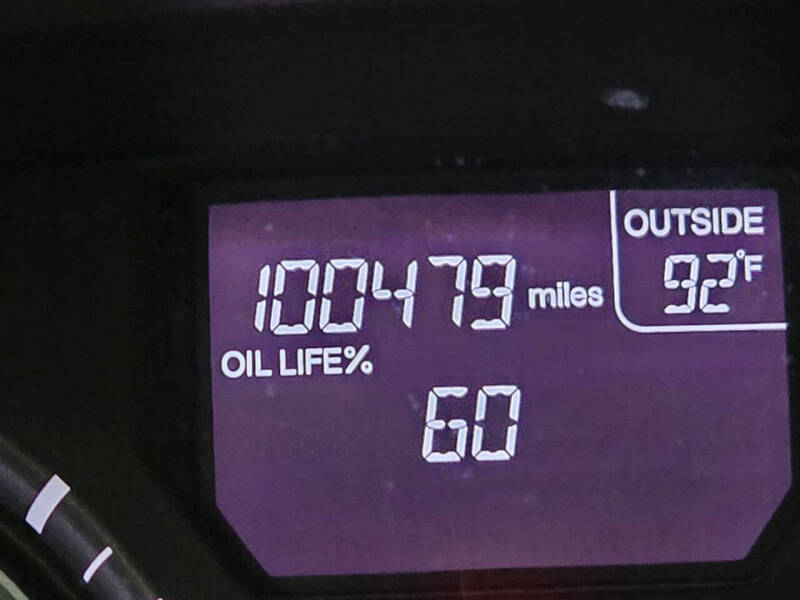 OUTSIDE
100479 miles 92°F
OIL LIFE%
60